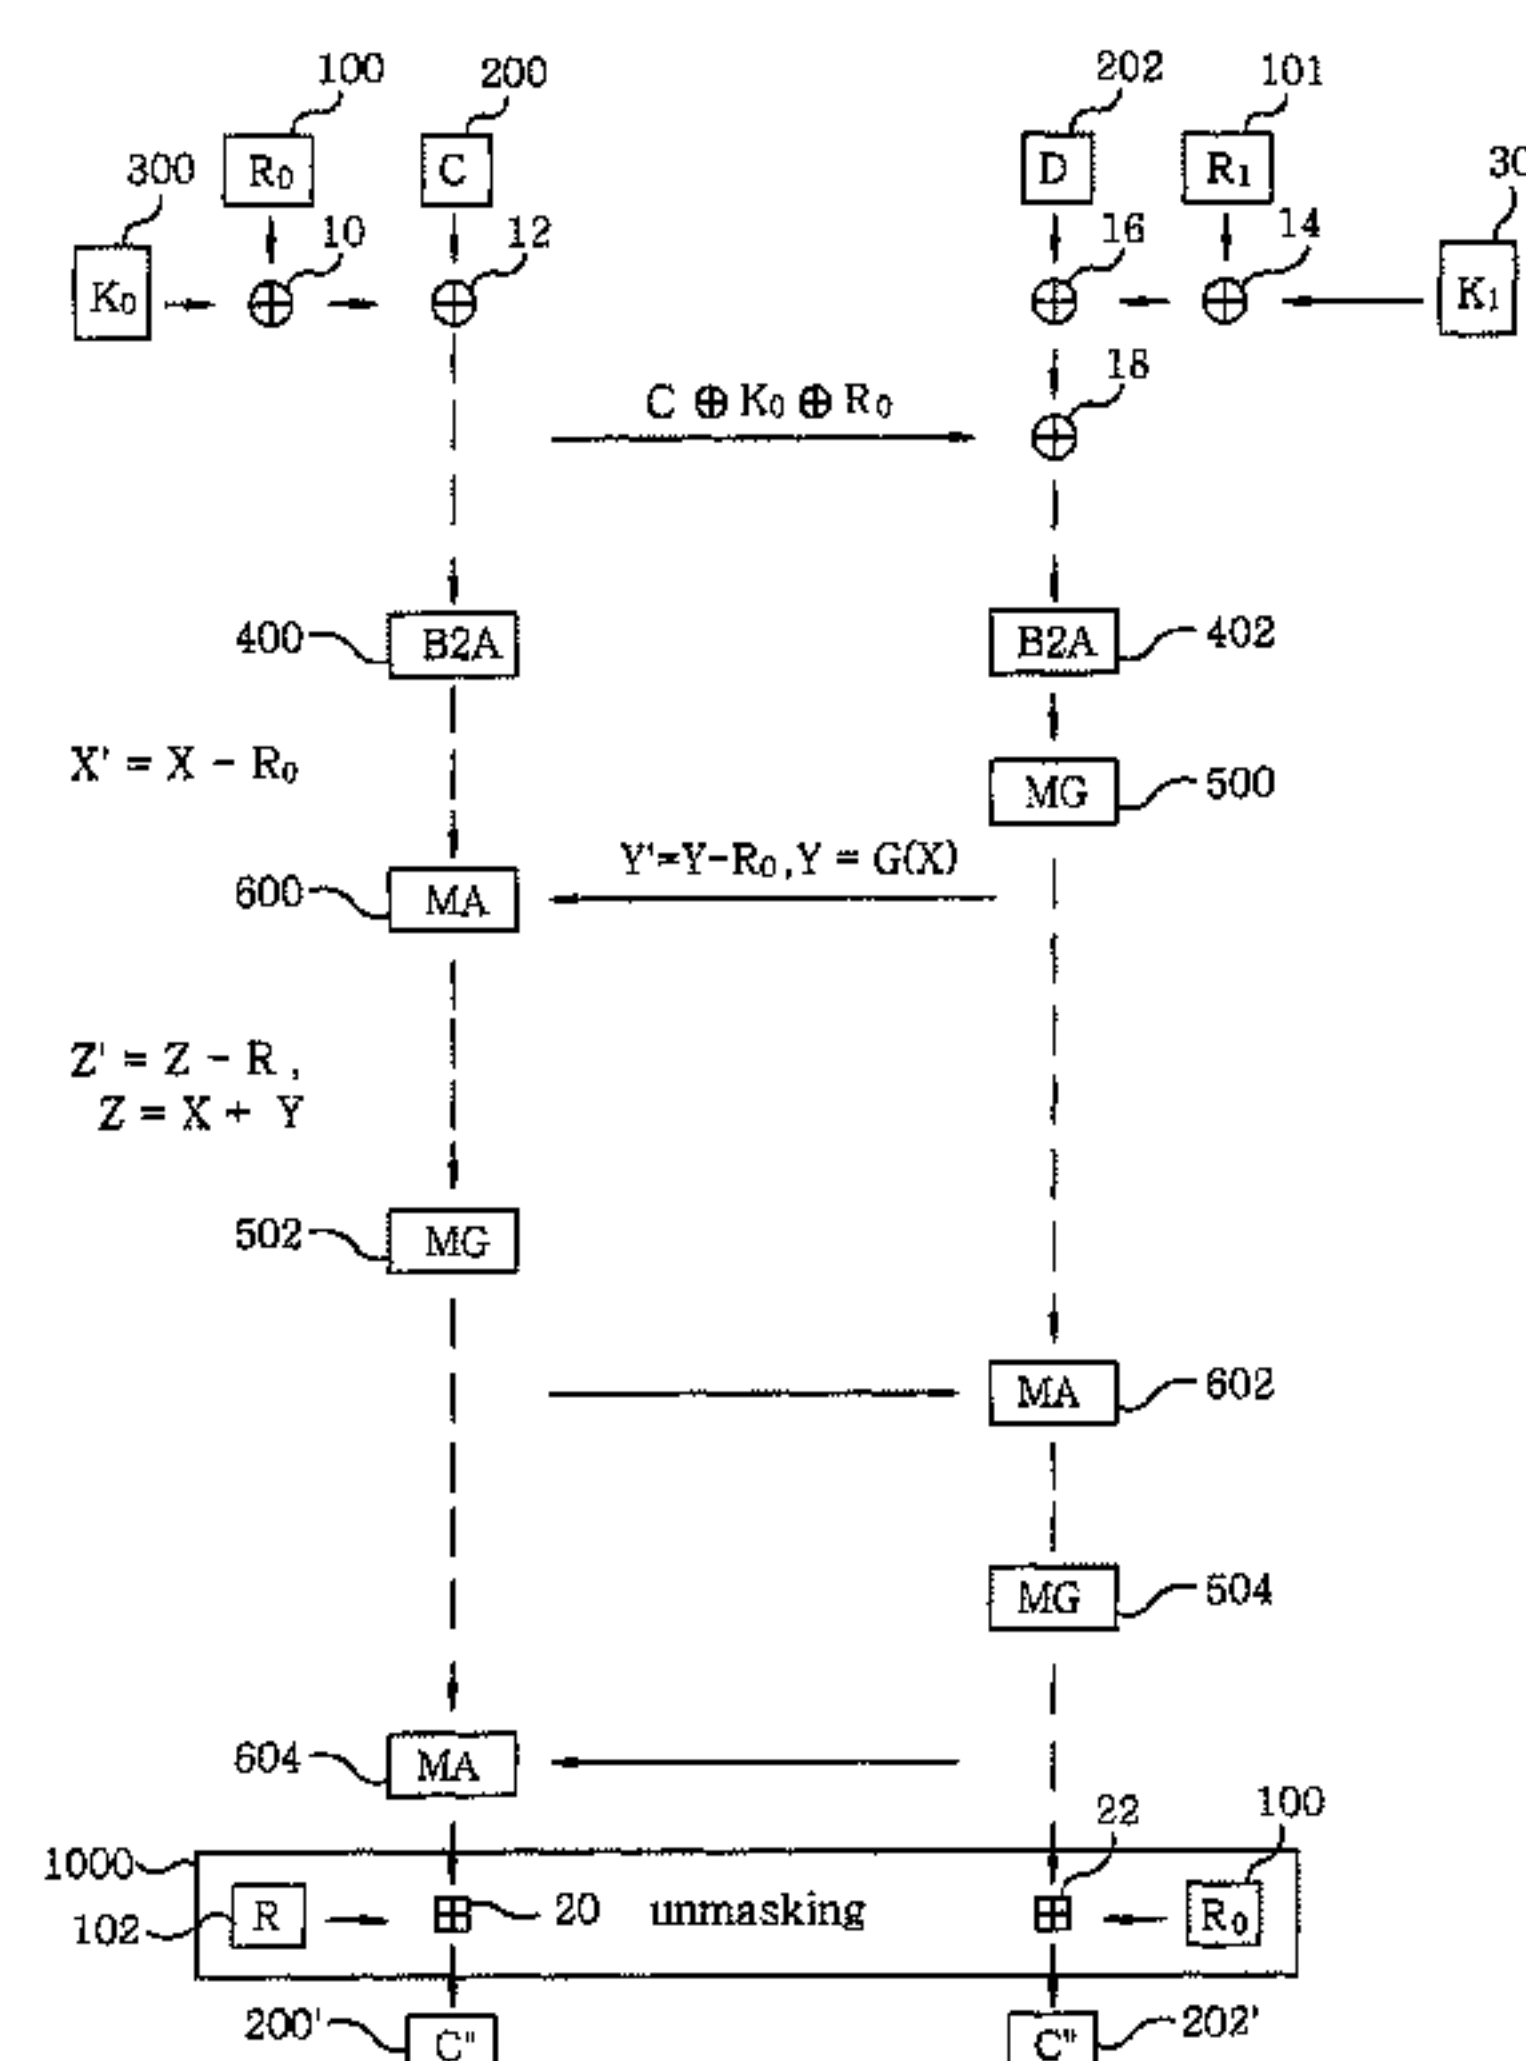 100 200 202 101
300 R₀ C D R₁ 30
10 12 16 14
K₀ K₁
18
C ⊕ K₀ ⊕ R₀
400 B2A B2A 402
X' = X - R₀
MG 500
Y'=Y-R₀,Y = G(X)
600 MA
Z' = Z - R ,
Z = X + Y
502 MG
MA 602
MG 504
604 MA
22 100
1000
102 R 20 unmasking R₀
200' C" C" 202'